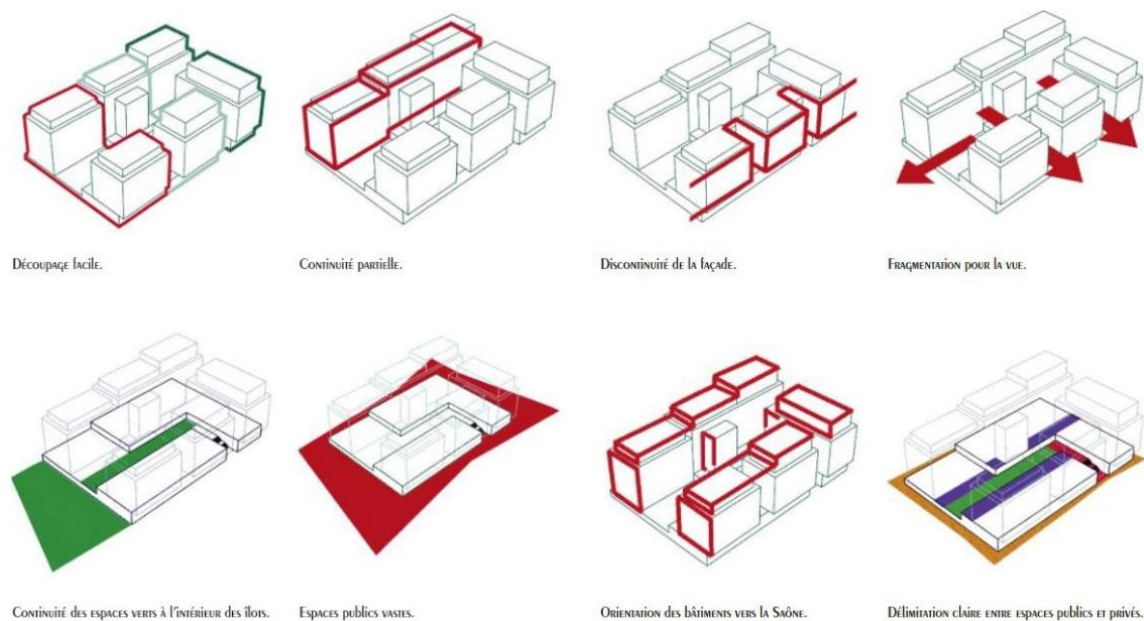 Découpage facile.
Continuité partielle.
Discontinuité de la façade.
Fragmentation pour la vue.
Continuité des espaces verts à l'intérieur des îlots.
Espaces publics vastes.
Orientation des bâtiments vers la Saône.
Délimitation claire entre espaces publics et privés.